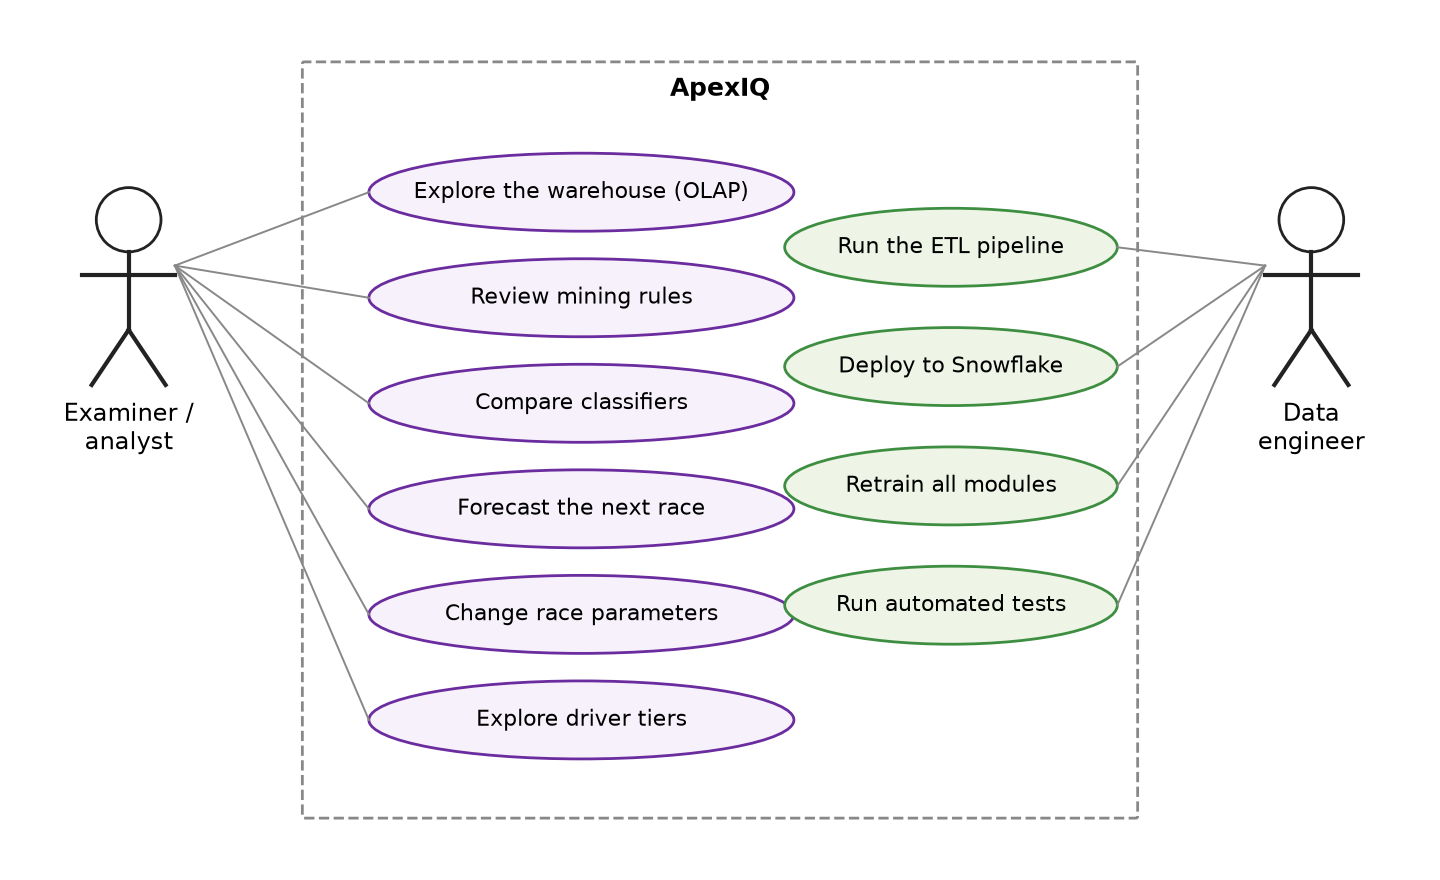 ApexIQ
Explore the warehouse (OLAP)
Run the ETL pipeline
Review mining rules
Deploy to Snowflake
Compare classifiers
Examiner /
analyst
Data
engineer
Retrain all modules
Forecast the next race
Run automated tests
Change race parameters
Explore driver tiers